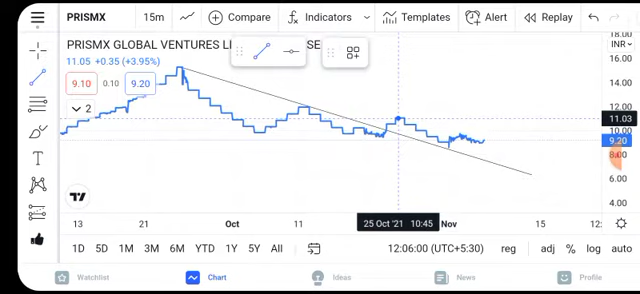 PRISMX 15m Compare Indicators Templates Alert Replay
PRISMX GLOBAL VENTURES LI SE
11.05 +0.35 (+3.95%)
9.10 0.10 9.20
2
18.00
INR
16.00
14.00
12.00
11.03
10.00
9.20
8.00
6.00
4.00
13 21 Oct 11 25 Oct '21 10:45 Nov 15 12:
1D 5D 1M 3M 6M YTD 1Y 5Y All 12:06:00 (UTC+5:30) reg adj % log auto
Watchlist Chart Ideas News Profile